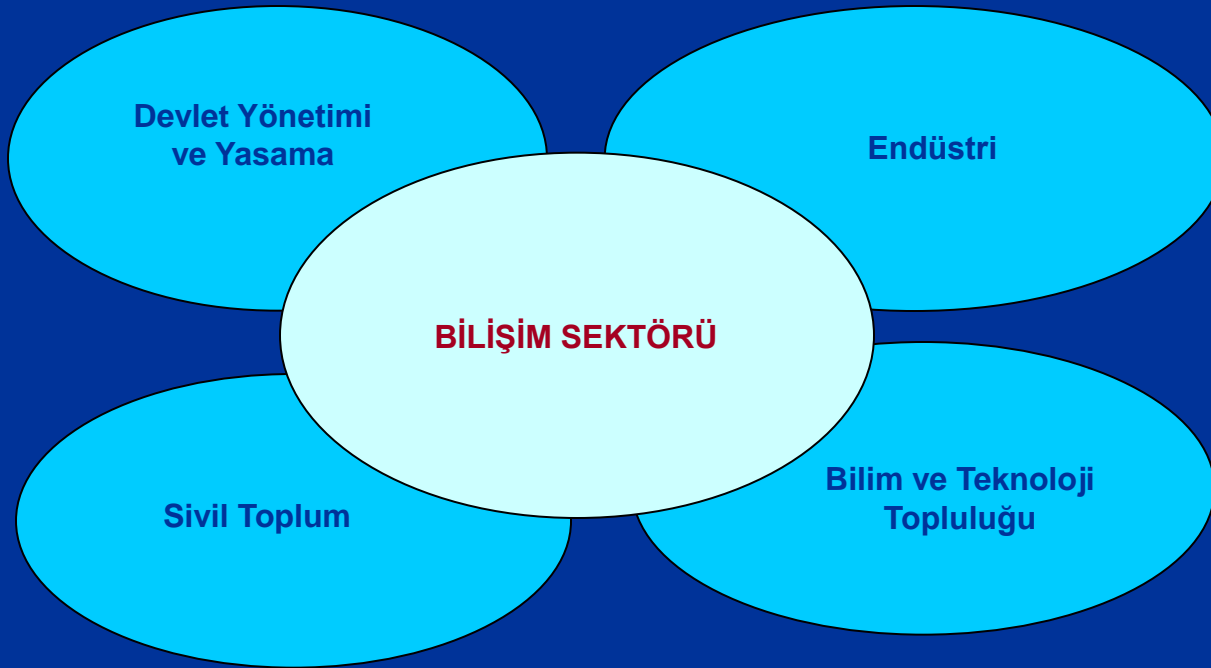 Devlet Yönetimi
ve Yasama
Endüstri
BİLİŞİM SEKTÖRÜ
Sivil Toplum
Bilim ve Teknoloji
Topluluğu